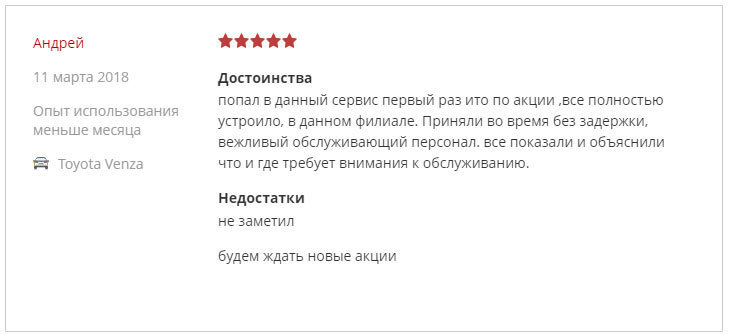 Андрей
11 марта 2018
Опыт использования
меньше месяца
Toyota Venza
Достоинства
попал в данный сервис первый раз ито по акции ,все полностью
устроило, в данном филиале. Приняли во время без задержки,
вежливый обслуживающий персонал. все показали и объяснили
что и где требует внимания к обслуживанию.
Недостатки
не заметил
будем ждать новые акции